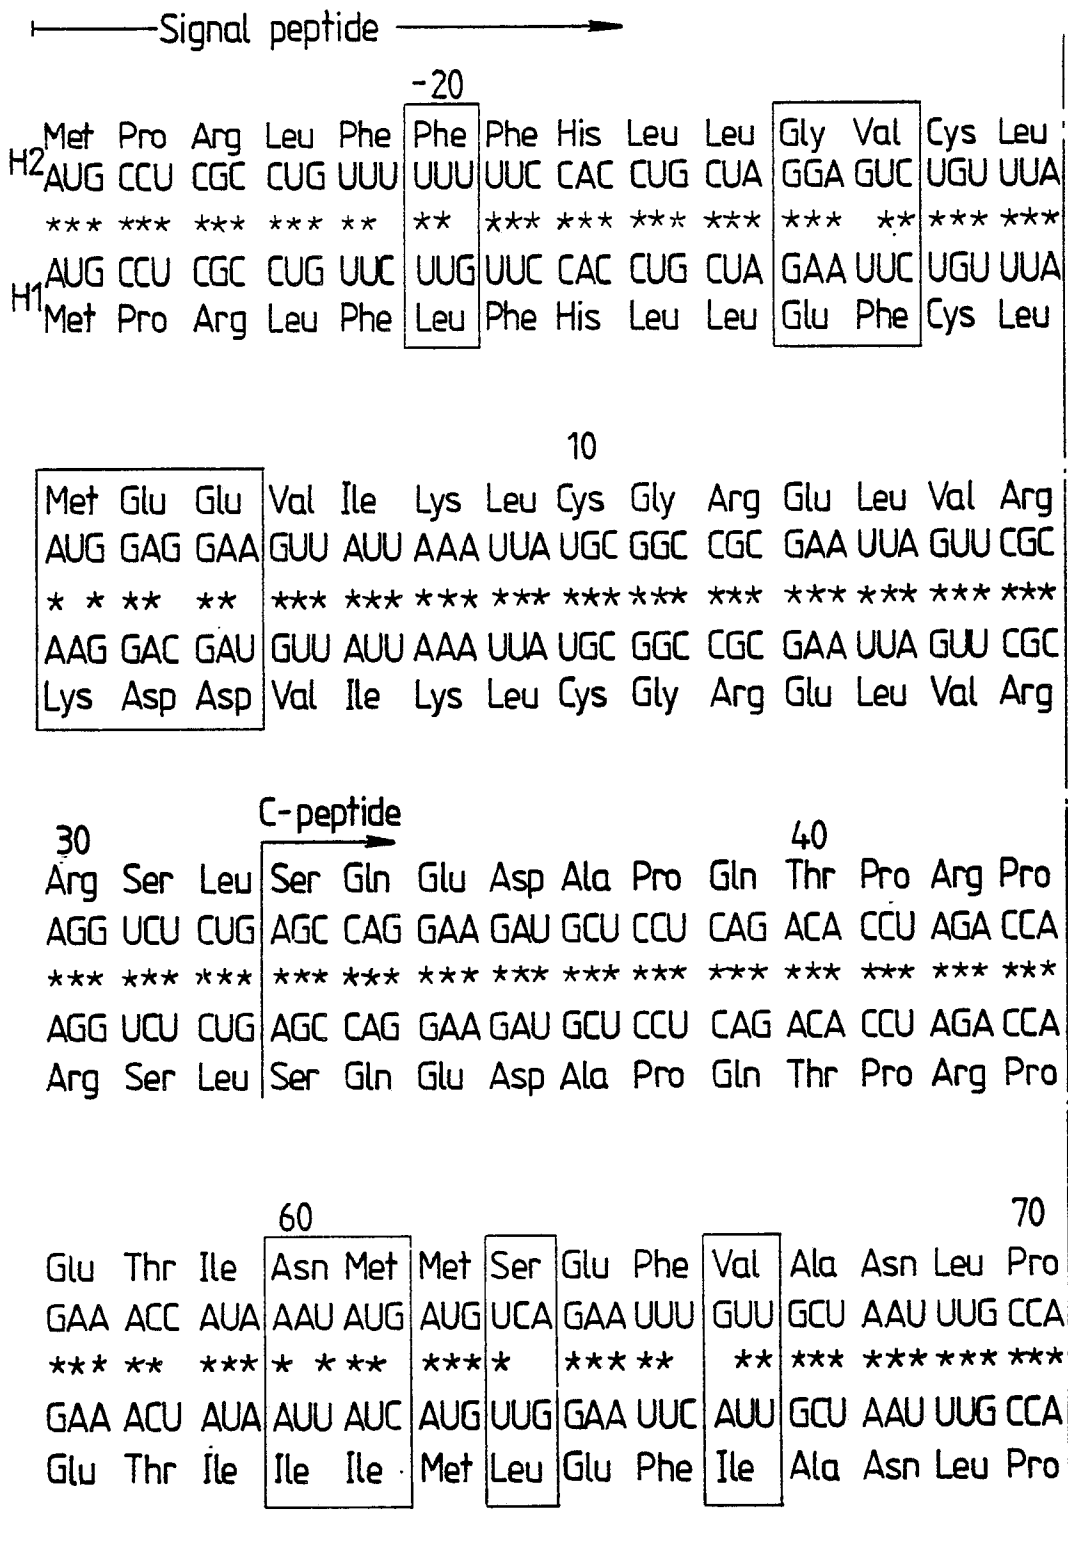 Signal peptide
-20
Met Pro Arg Leu Phe Phe Phe His Leu Leu Gly Val Cys Leu
H2 AUG CCU CGC CUG UUU UUU UUC CAC CUG CUA GGA GUC UGU UUA
*** *** *** *** ** ** *** *** *** *** *** ** *** ***
AUG CCU CGC CUG UUC UUG UUC CAC CUG CUA GAA UUC UGU UUA
H1 Met Pro Arg Leu Phe Leu Phe His Leu Leu Glu Phe Cys Leu
10
Met Glu Glu Val Ile Lys Leu Cys Gly Arg Glu Leu Val Arg
AUG GAG GAA GUU AUU AAA UUA UGC GGC CGC GAA UUA GUU CGC
* * ** ** *** *** *** *** *** *** *** *** *** *** ***
AAG GAC GAU GUU AUU AAA UUA UGC GGC CGC GAA UUA GUU CGC
Lys Asp Asp Val Ile Lys Leu Cys Gly Arg Glu Leu Val Arg
C-peptide
30 40
Arg Ser Leu Ser Gln Glu Asp Ala Pro Gln Thr Pro Arg Pro
AGG UCU CUG AGC CAG GAA GAU GCU CCU CAG ACA CCU AGA CCA
*** *** *** *** *** *** *** *** *** *** *** *** *** ***
AGG UCU CUG AGC CAG GAA GAU GCU CCU CAG ACA CCU AGA CCA
Arg Ser Leu Ser Gln Glu Asp Ala Pro Gln Thr Pro Arg Pro
60 70
Glu Thr Ile Asn Met Met Ser Glu Phe Val Ala Asn Leu Pro
GAA ACC AUA AAU AUG AUG UCA GAA UUU GUU GCU AAU UUG CCA
*** ** *** * * ** *** * *** ** ** *** *** *** ***
GAA ACU AUA AUU AUC AUG UUG GAA UUC AUU GCU AAU UUG CCA
Glu Thr Ile Ile Ile Met Leu Glu Phe Ile Ala Asn Leu Pro